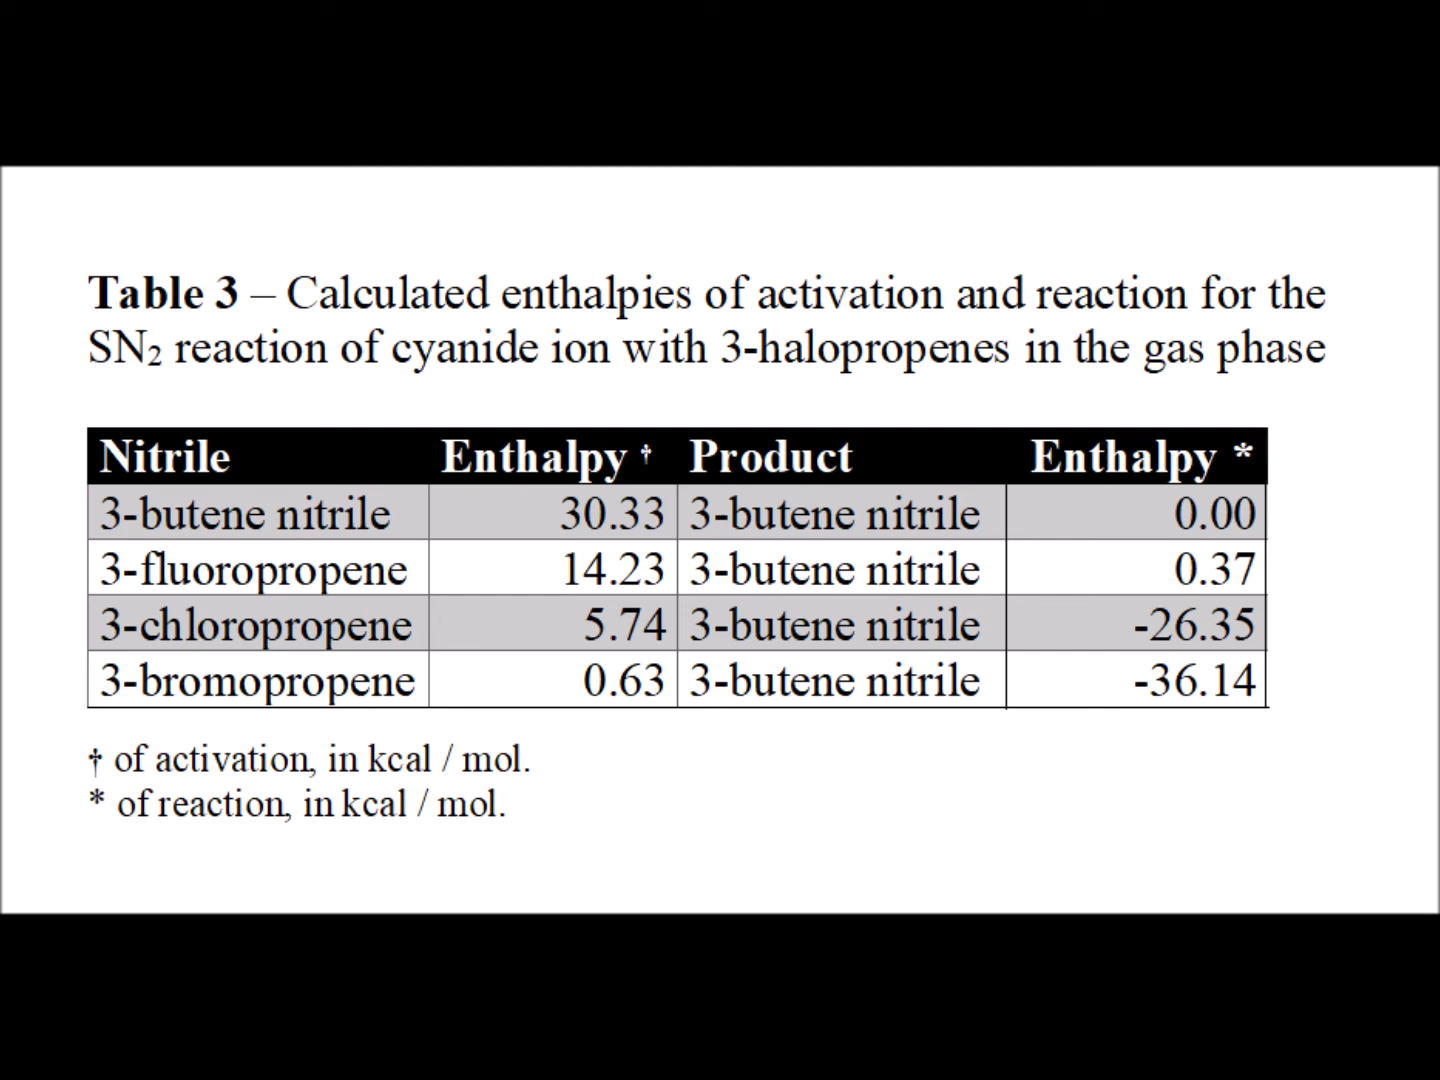 Table 3 – Calculated enthalpies of activation and reaction for the
SN₂ reaction of cyanide ion with 3-halopropenes in the gas phase
Nitrile Enthalpy † Product Enthalpy *
3-butene nitrile 30.33 3-butene nitrile 0.00
3-fluoropropene 14.23 3-butene nitrile 0.37
3-chloropropene 5.74 3-butene nitrile -26.35
3-bromopropene 0.63 3-butene nitrile -36.14
† of activation, in kcal / mol.
* of reaction, in kcal / mol.